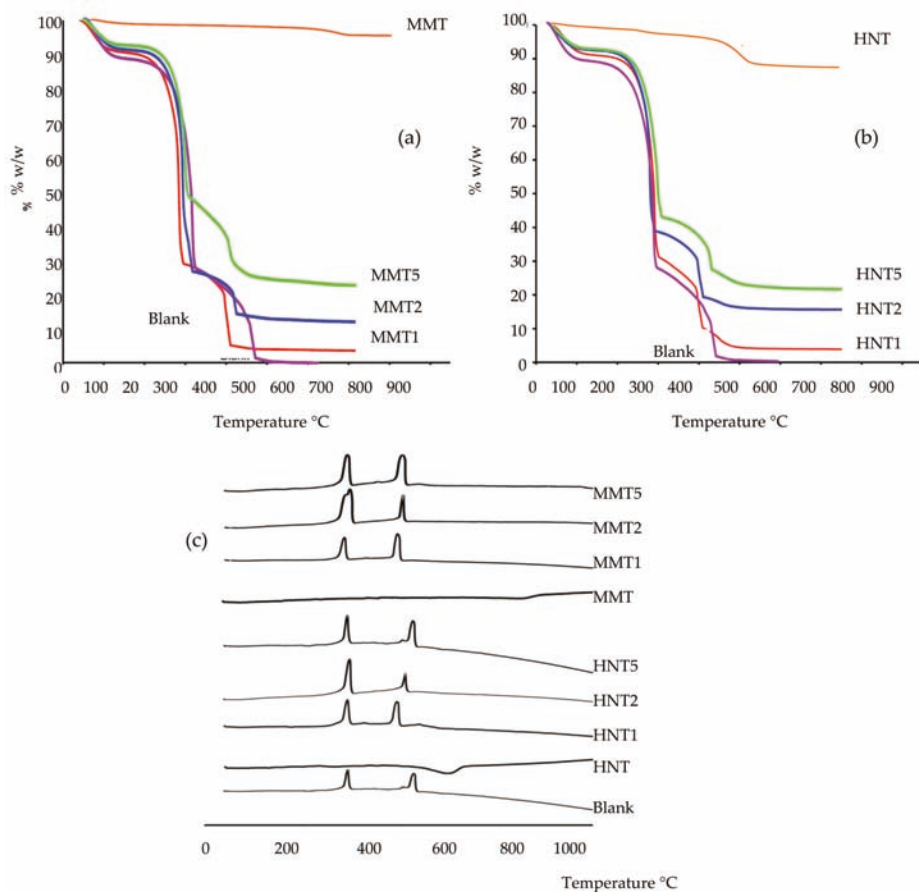 100
90
80
70
60
50
40
30
20
10
0
% w/w
MMT
(a)
MMT5
MMT2
MMT1
Blank
0 100 200 300 400 500 600 700 800 900
Temperature °C
100
90
80
70
60
50
40
30
20
10
0
% w/w
HNT
(b)
HNT5
HNT2
HNT1
Blank
0 100 200 300 400 500 600 700 800 900
Temperature °C
(c)
MMT5
MMT2
MMT1
MMT
HNT5
HNT2
HNT1
HNT
Blank
0 200 400 600 800 1000
Temperature °C